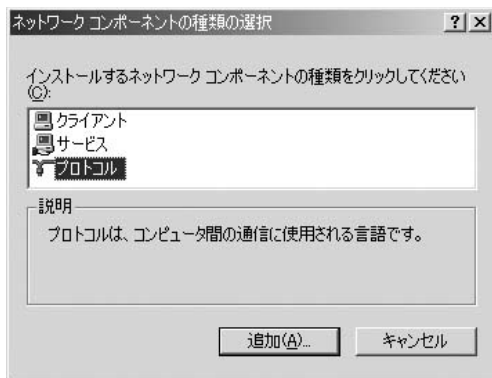 ネットワーク コンポーネントの種類の選択
インストールするネットワーク コンポーネントの種類をクリックしてください
(C):
クライアント
サービス
プロトコル
説明
プロトコルは、コンピュータ間の通信に使用される言語です。
追加(A)...
キャンセル